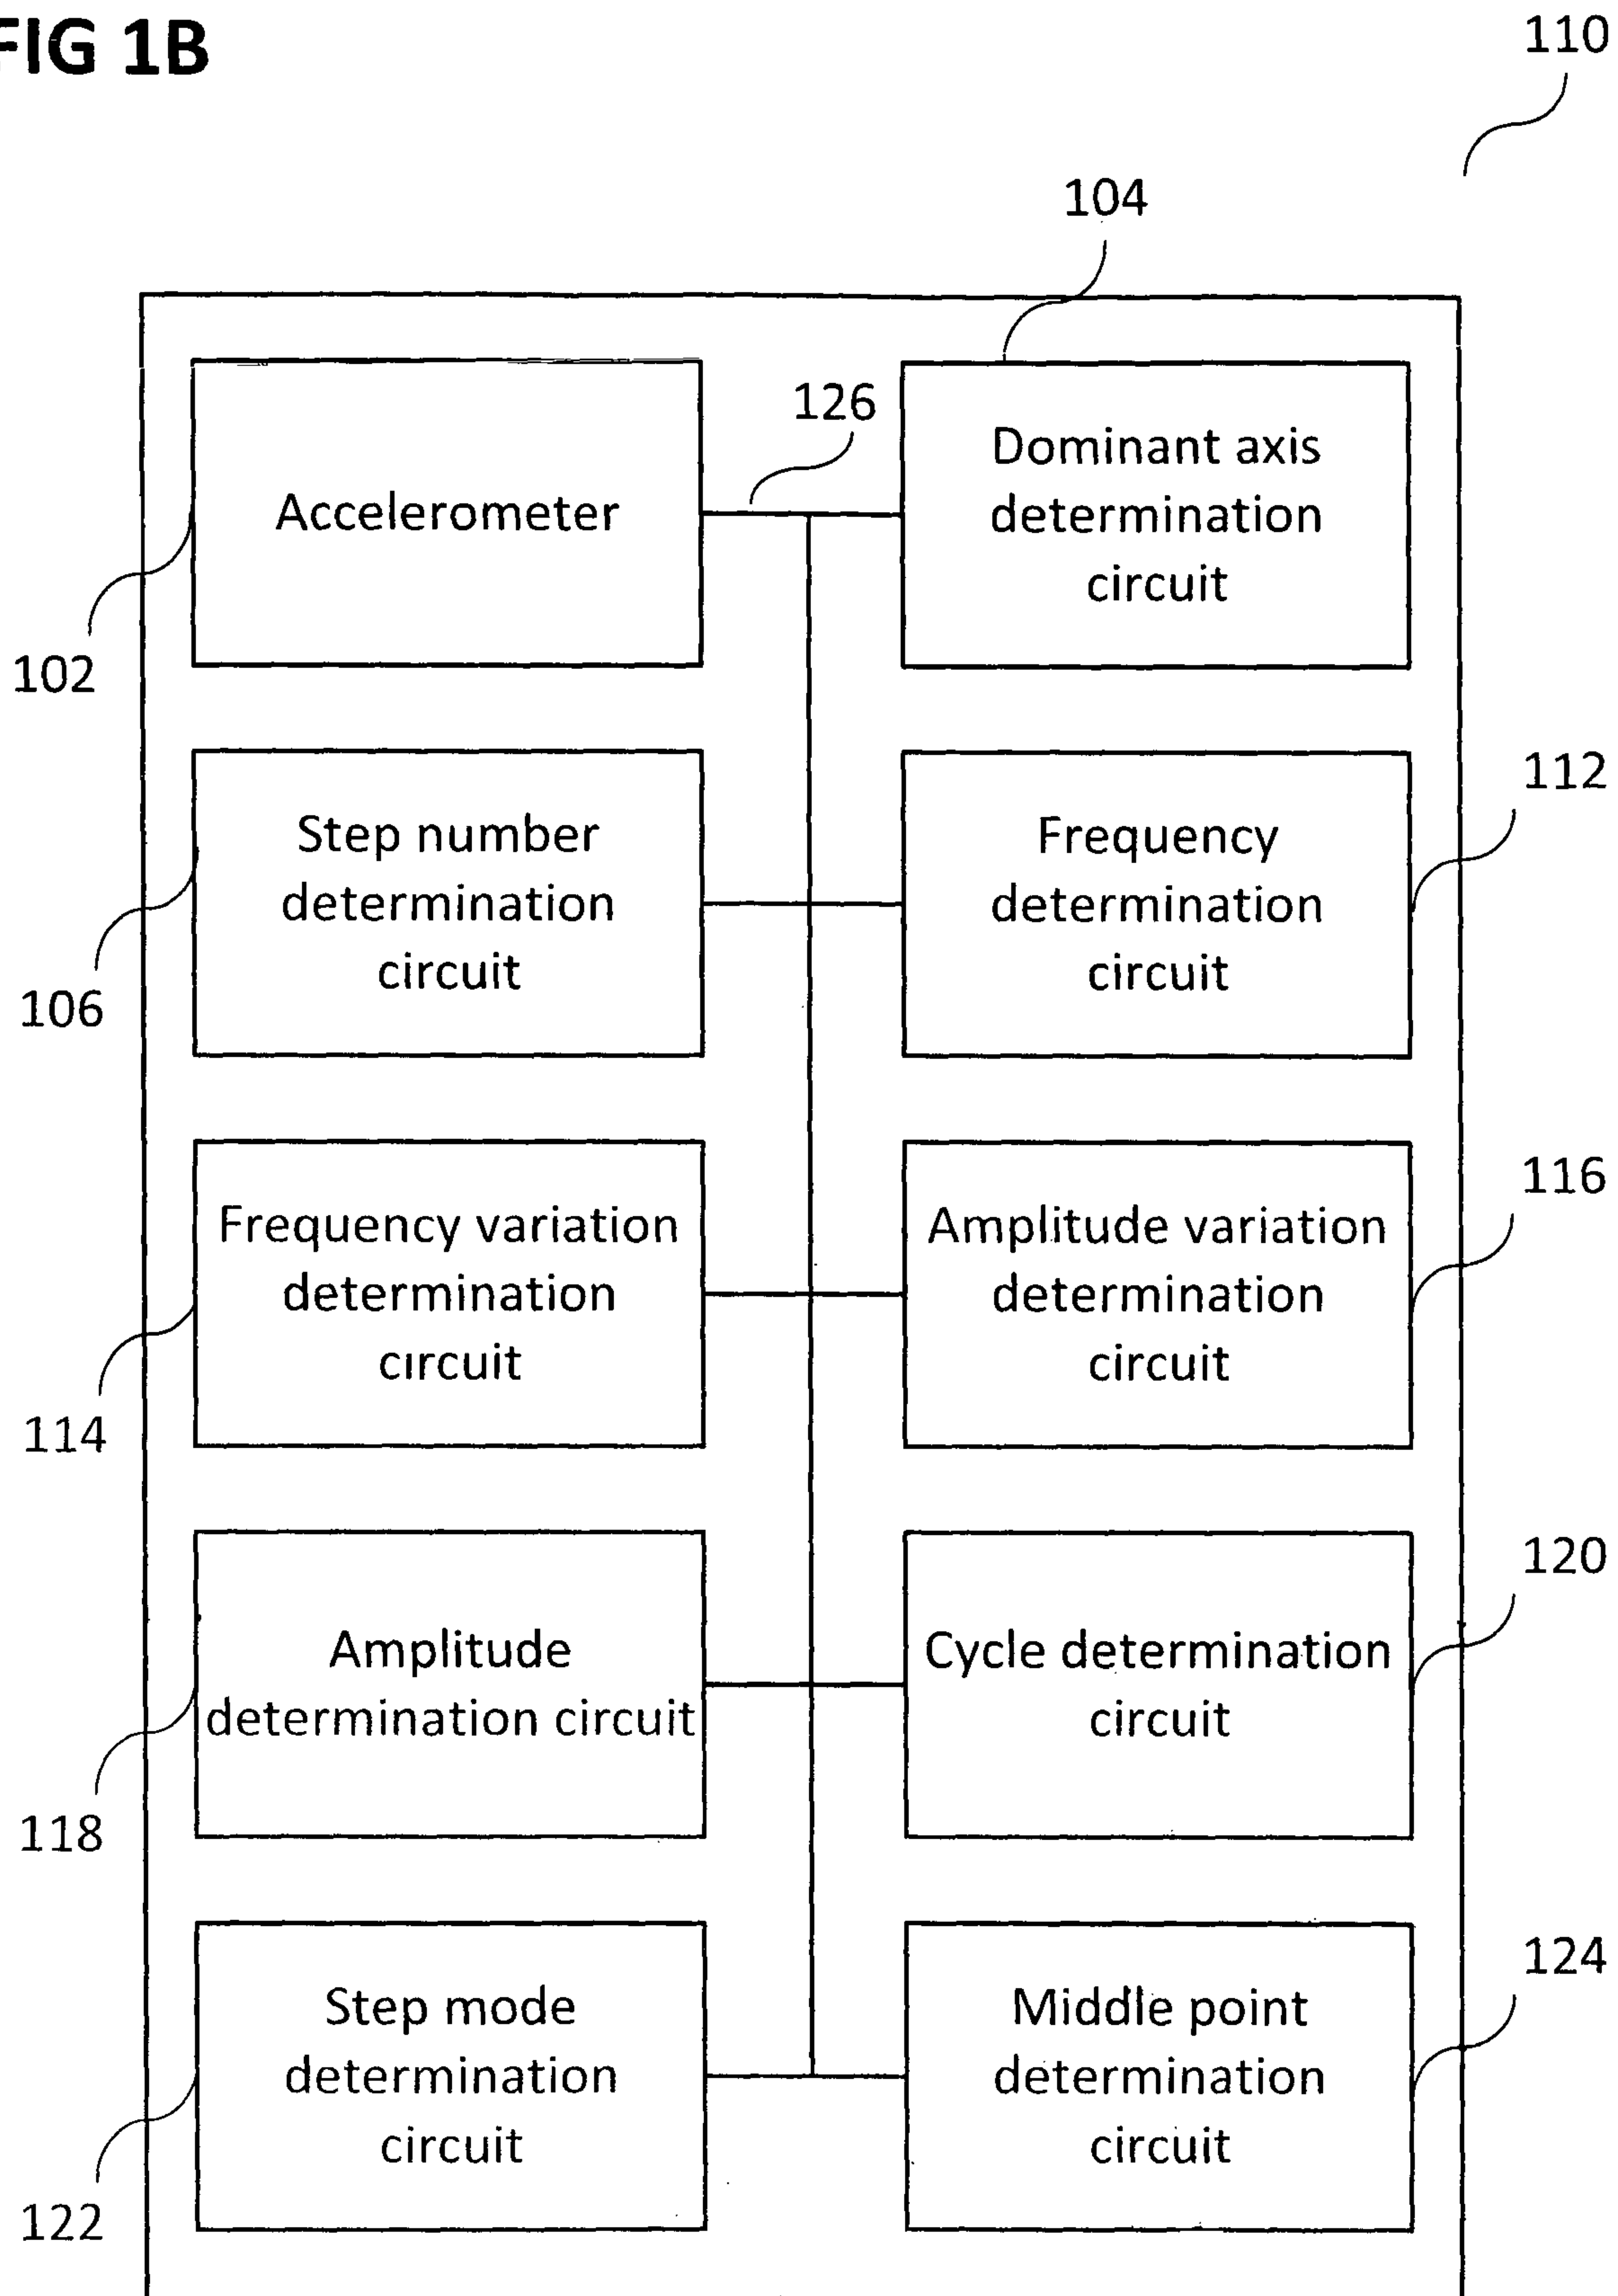 FIG 1B
110
104
126
Accelerometer
Dominant axis
determination
circuit
102
Step number
determination
circuit
106
Frequency
determination
circuit
112
Frequency variation
determination
circuit
114
Amplitude variation
determination
circuit
116
Amplitude
determination circuit
118
Cycle determination
circuit
120
Step mode
determination
circuit
122
Middle point
determination
circuit
124